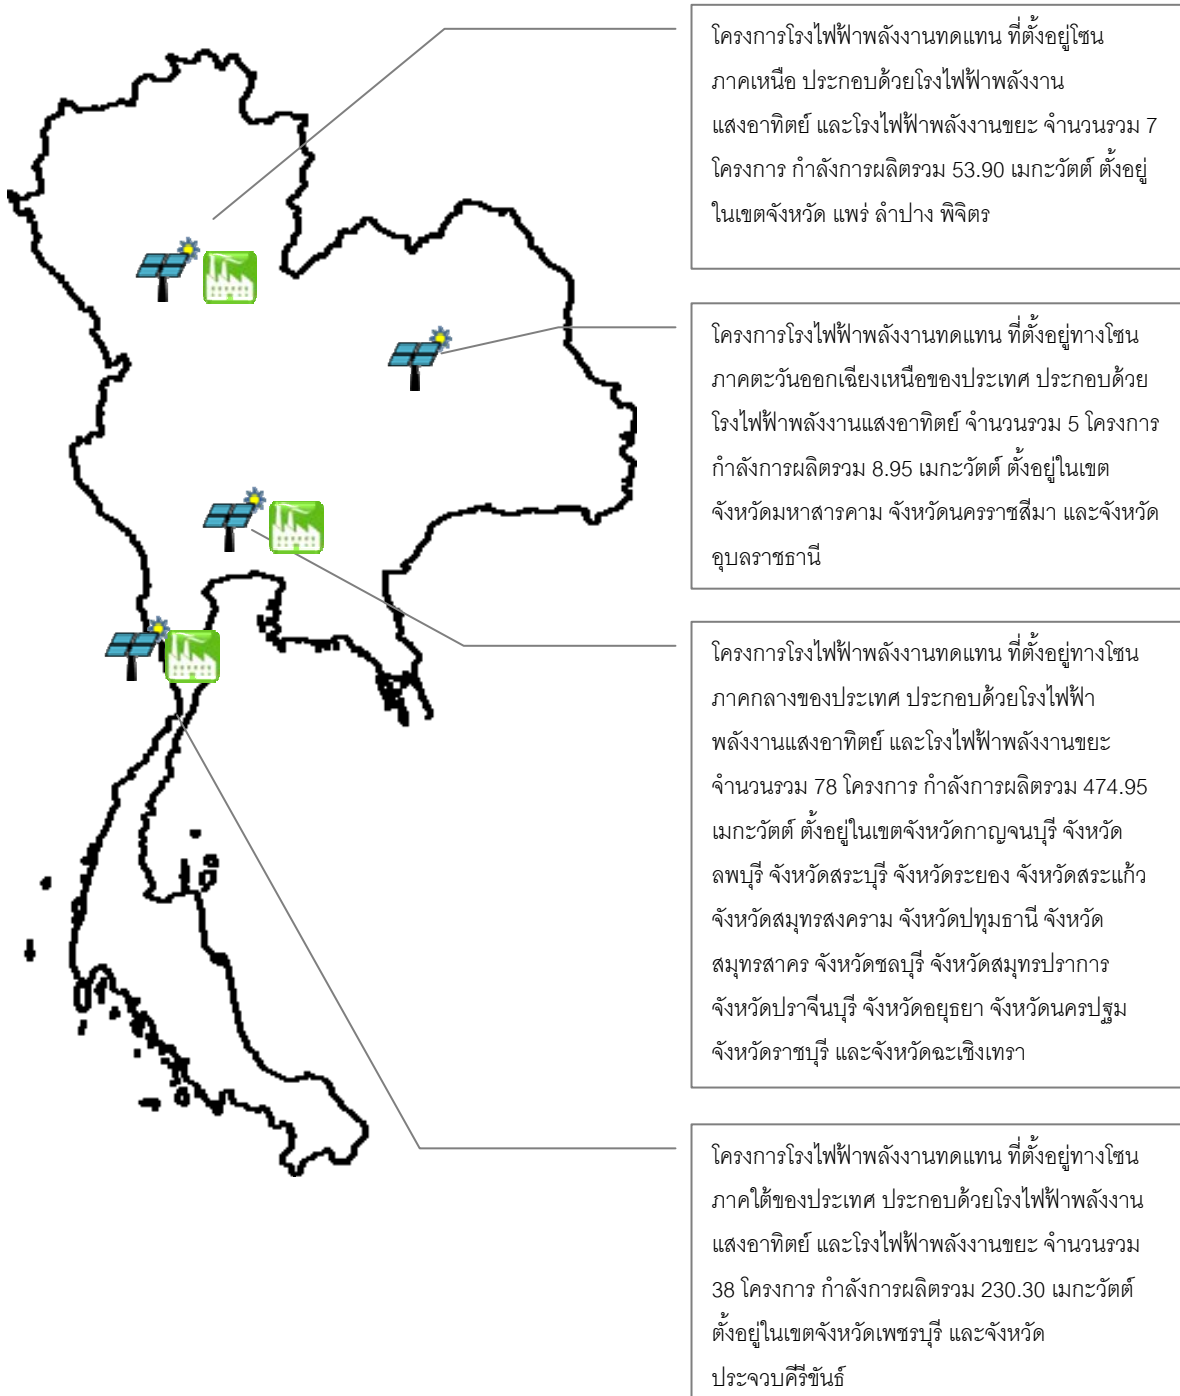 โครงการโรงไฟฟ้าพลังงานทดแทน ที่ตั้งอยู่โซน
ภาคเหนือ ประกอบด้วยโรงไฟฟ้าพลังงาน
แสงอาทิตย์ และโรงไฟฟ้าพลังงานขยะ จำนวนรวม 7
โครงการ กำลังการผลิตรวม 53.90 เมกะวัตต์ ตั้งอยู่
ในเขตจังหวัด แพร่ ลำปาง พิจิตร
โครงการโรงไฟฟ้าพลังงานทดแทน ที่ตั้งอยู่ทางโซน
ภาคตะวันออกเฉียงเหนือของประเทศ ประกอบด้วย
โรงไฟฟ้าพลังงานแสงอาทิตย์ จำนวนรวม 5 โครงการ
กำลังการผลิตรวม 8.95 เมกะวัตต์ ตั้งอยู่ในเขต
จังหวัดมหาสารคาม จังหวัดนครราชสีมา และจังหวัด
อุบลราชธานี
โครงการโรงไฟฟ้าพลังงานทดแทน ที่ตั้งอยู่ทางโซน
ภาคกลางของประเทศ ประกอบด้วยโรงไฟฟ้า
พลังงานแสงอาทิตย์ และโรงไฟฟ้าพลังงานขยะ
จำนวนรวม 78 โครงการ กำลังการผลิตรวม 474.95
เมกะวัตต์ ตั้งอยู่ในเขตจังหวัดกาญจนบุรี จังหวัด
ลพบุรี จังหวัดสระบุรี จังหวัดระยอง จังหวัดสระแก้ว
จังหวัดสมุทรสงคราม จังหวัดปทุมธานี จังหวัด
สมุทรสาคร จังหวัดชลบุรี จังหวัดสมุทรปราการ
จังหวัดปราจีนบุรี จังหวัดอยุธยา จังหวัดนครปฐม
จังหวัดราชบุรี และจังหวัดฉะเชิงเทรา
โครงการโรงไฟฟ้าพลังงานทดแทน ที่ตั้งอยู่ทางโซน
ภาคใต้ของประเทศ ประกอบด้วยโรงไฟฟ้าพลังงาน
แสงอาทิตย์ และโรงไฟฟ้าพลังงานขยะ จำนวนรวม
38 โครงการ กำลังการผลิตรวม 230.30 เมกะวัตต์
ตั้งอยู่ในเขตจังหวัดเพชรบุรี และจังหวัด
ประจวบคีรีขันธ์